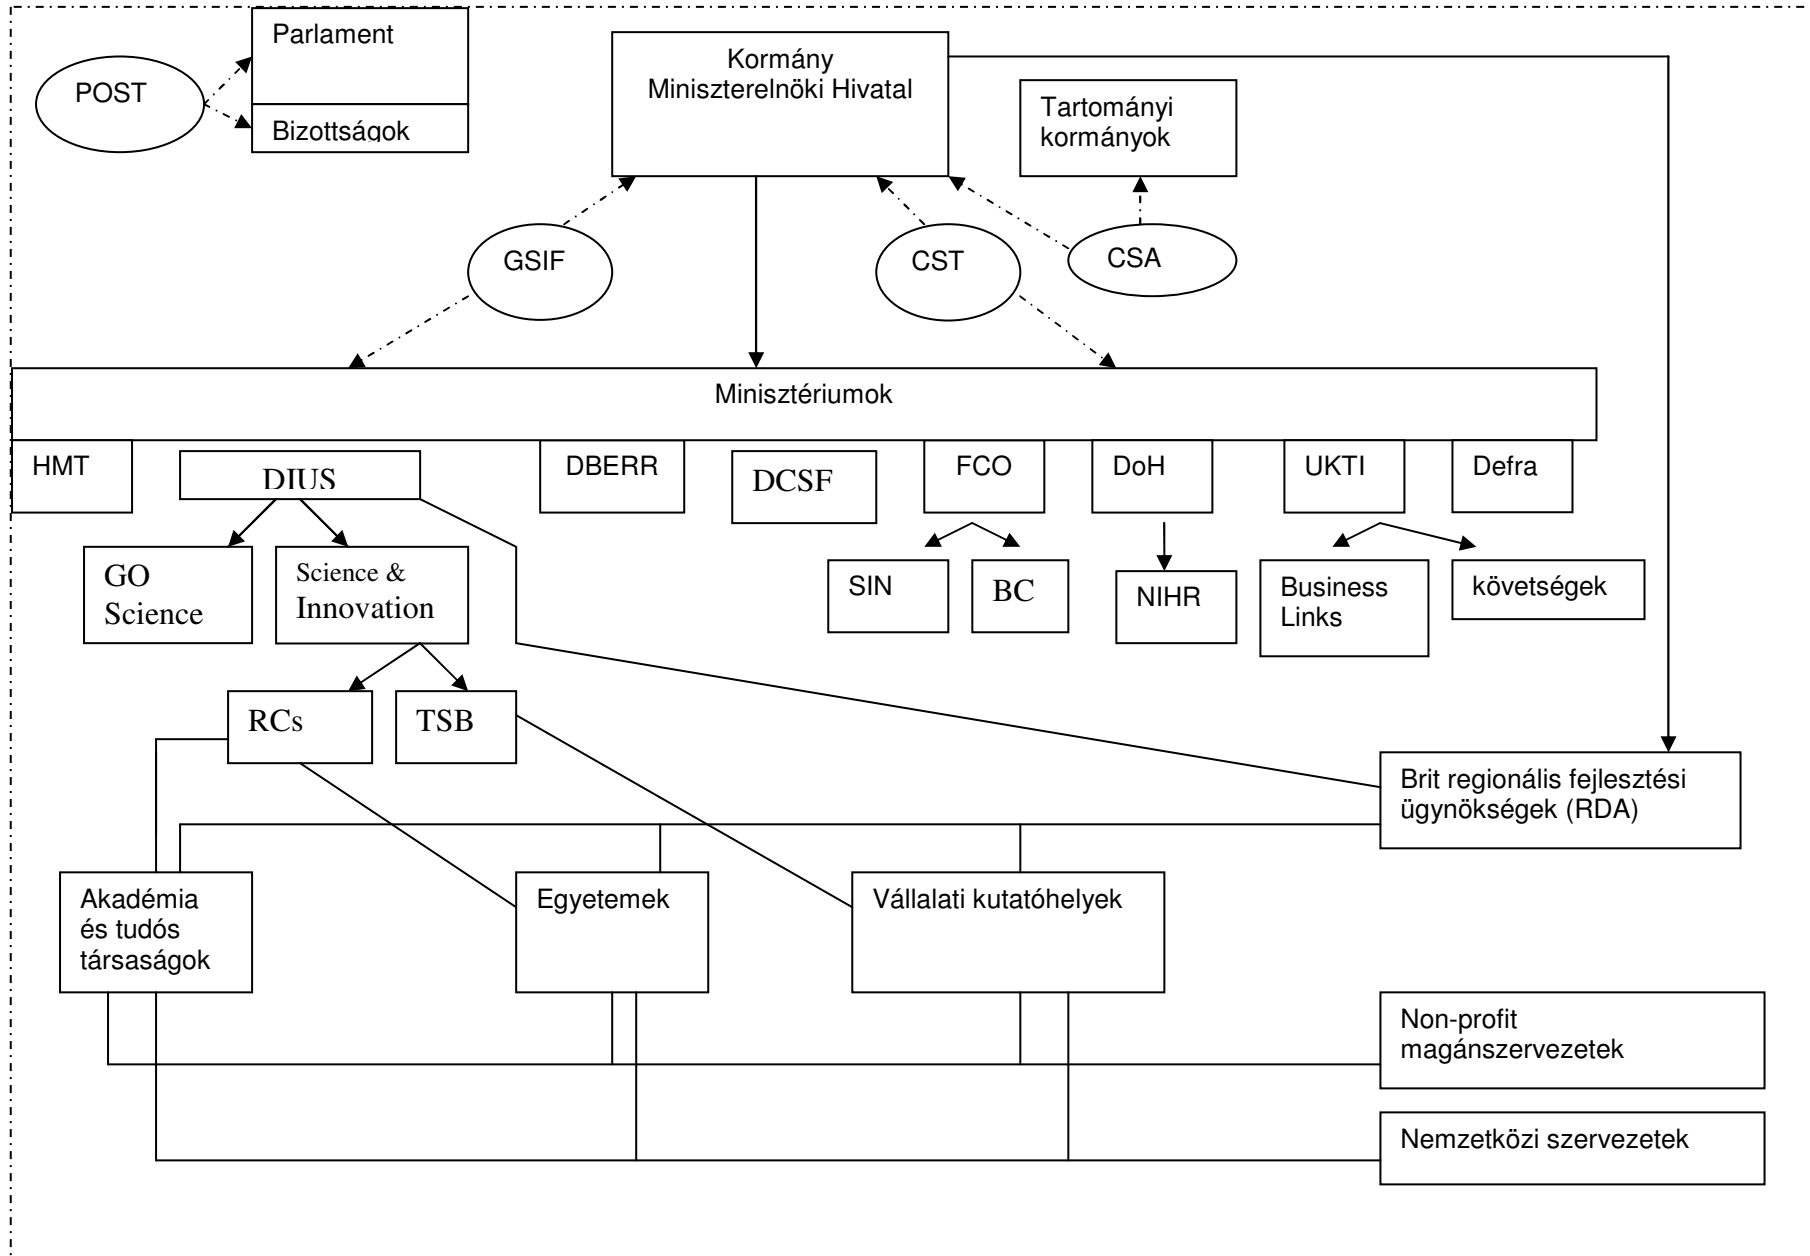 Parlament
POST
Bizottságok
Kormány
Miniszterelnöki Hivatal
Tartományi
kormányok
GSIF
CST
CSA
Minisztériumok
HMT
DIUS
DBERR
DCSF
FCO
DoH
UKTI
Defra
GO
Science
Science &
Innovation
SIN
BC
NIHR
Business
Links
követségek
RCs
TSB
Brit regionális fejlesztési
ügynökségek (RDA)
Akadémia
és tudós
társaságok
Egyetemek
Vállalati kutatóhelyek
Non-profit
magánszervezetek
Nemzetközi szervezetek